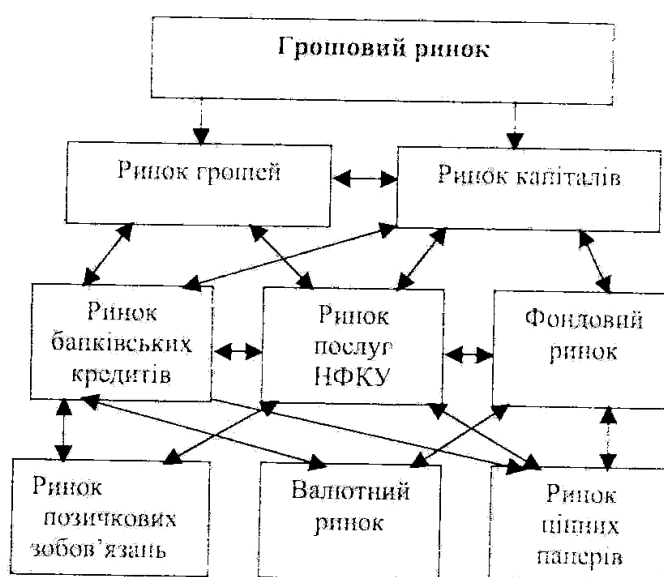 Грошовий ринок
Ринок грошей
Ринок капіталів
Ринок
банківських
кредитів
Ринок
послуг
НФКУ
Фондовий
ринок
Ринок
позичкових
зобов’язань
Валютний
ринок
Ринок
цінних
паперів